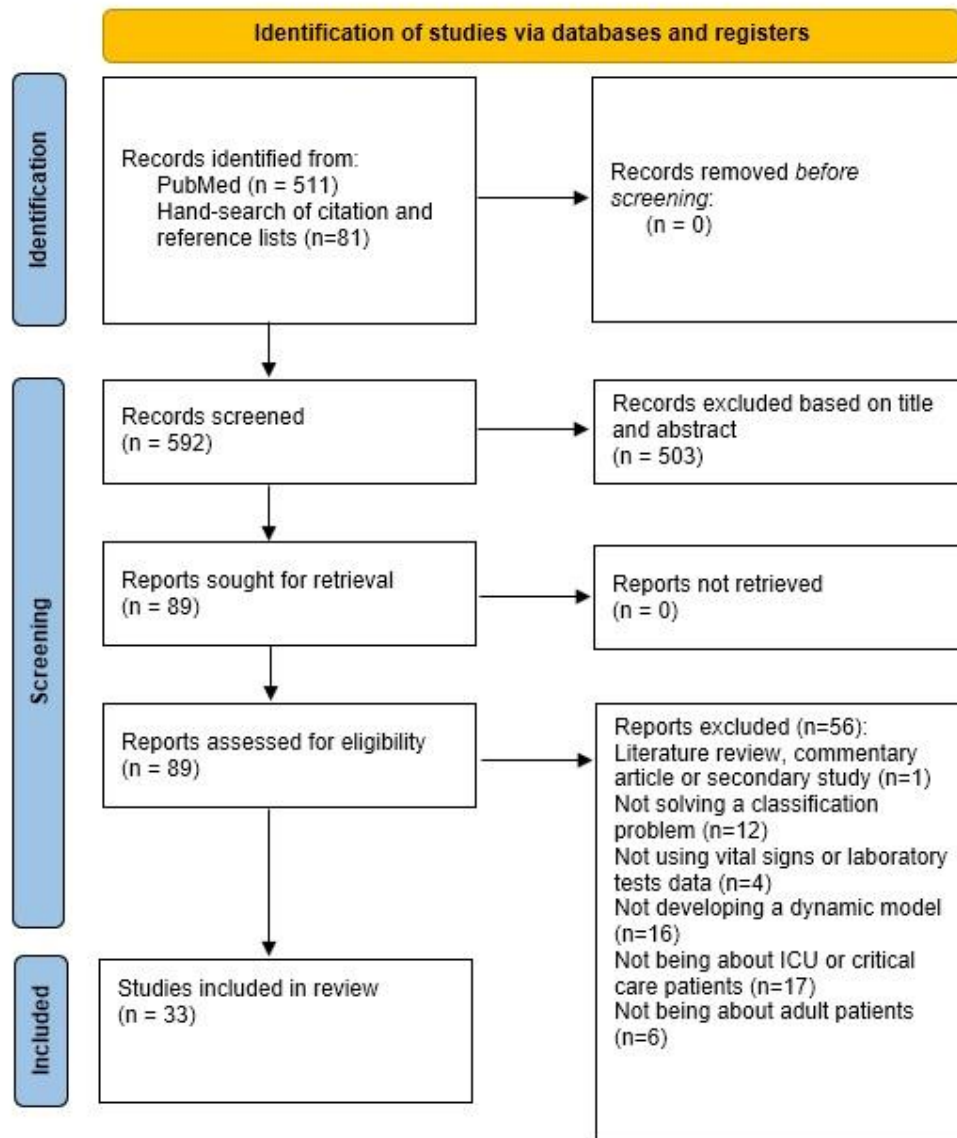 Identification of studies via databases and registers
Identification
Records identified from:
PubMed (n = 511)
Hand-search of citation and
reference lists (n=81)
Records removed before
screening:
(n = 0)
Screening
Records screened
(n = 592)
Records excluded based on title
and abstract
(n = 503)
Reports sought for retrieval
(n = 89)
Reports not retrieved
(n = 0)
Reports assessed for eligibility
(n = 89)
Reports excluded (n=56):
Literature review, commentary
article or secondary study (n=1)
Not solving a classification
problem (n=12)
Not using vital signs or laboratory
tests data (n=4)
Not developing a dynamic model
(n=16)
Not being about ICU or critical
care patients (n=17)
Not being about adult patients
(n=6)
Included
Studies included in review
(n = 33)